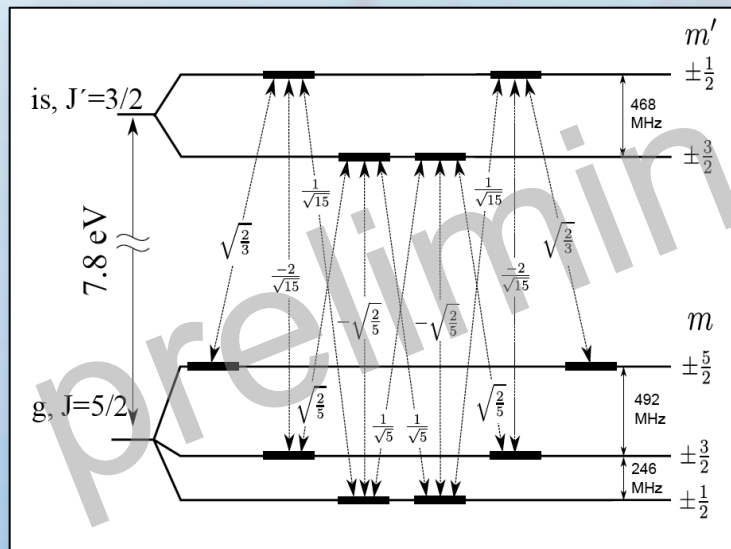 m′
±1/2
is, J´=3/2
468
MHz
±3/2
7.8 eV
1/√15
1/√15
√2/3
−2/√15
−√2/5
−√2/5
−2/√15
√2/3
m
±5/2
g, J=5/2
√2/5
1/√5
1/√5
√2/5
492
MHz
±3/2
246
MHz
±1/2
prelimin